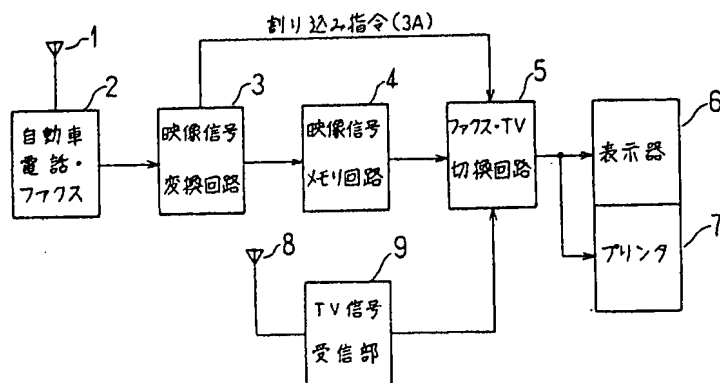 割り込み指令(3A)
1
2
自動車
電話・
ファクス
3
映像信号
変換回路
4
映像信号
メモリ回路
5
ファクス・TV
切換回路
6
表示器
7
プリンタ
8
9
TV信号
受信部